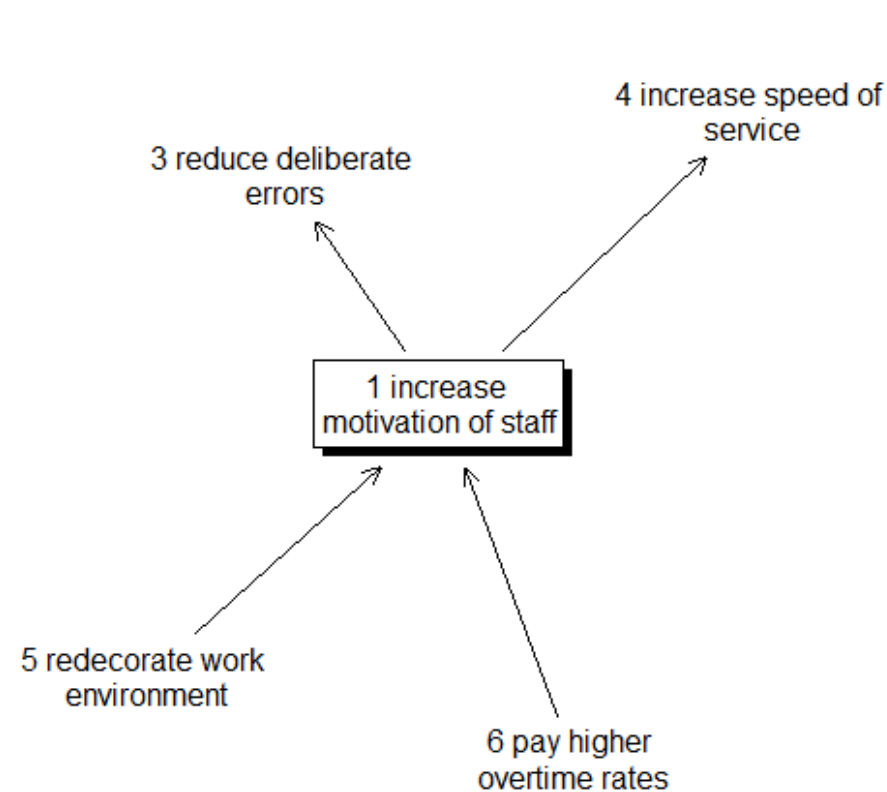 4 increase speed of
service
3 reduce deliberate
errors
1 increase
motivation of staff
5 redecorate work
environment
6 pay higher
overtime rates